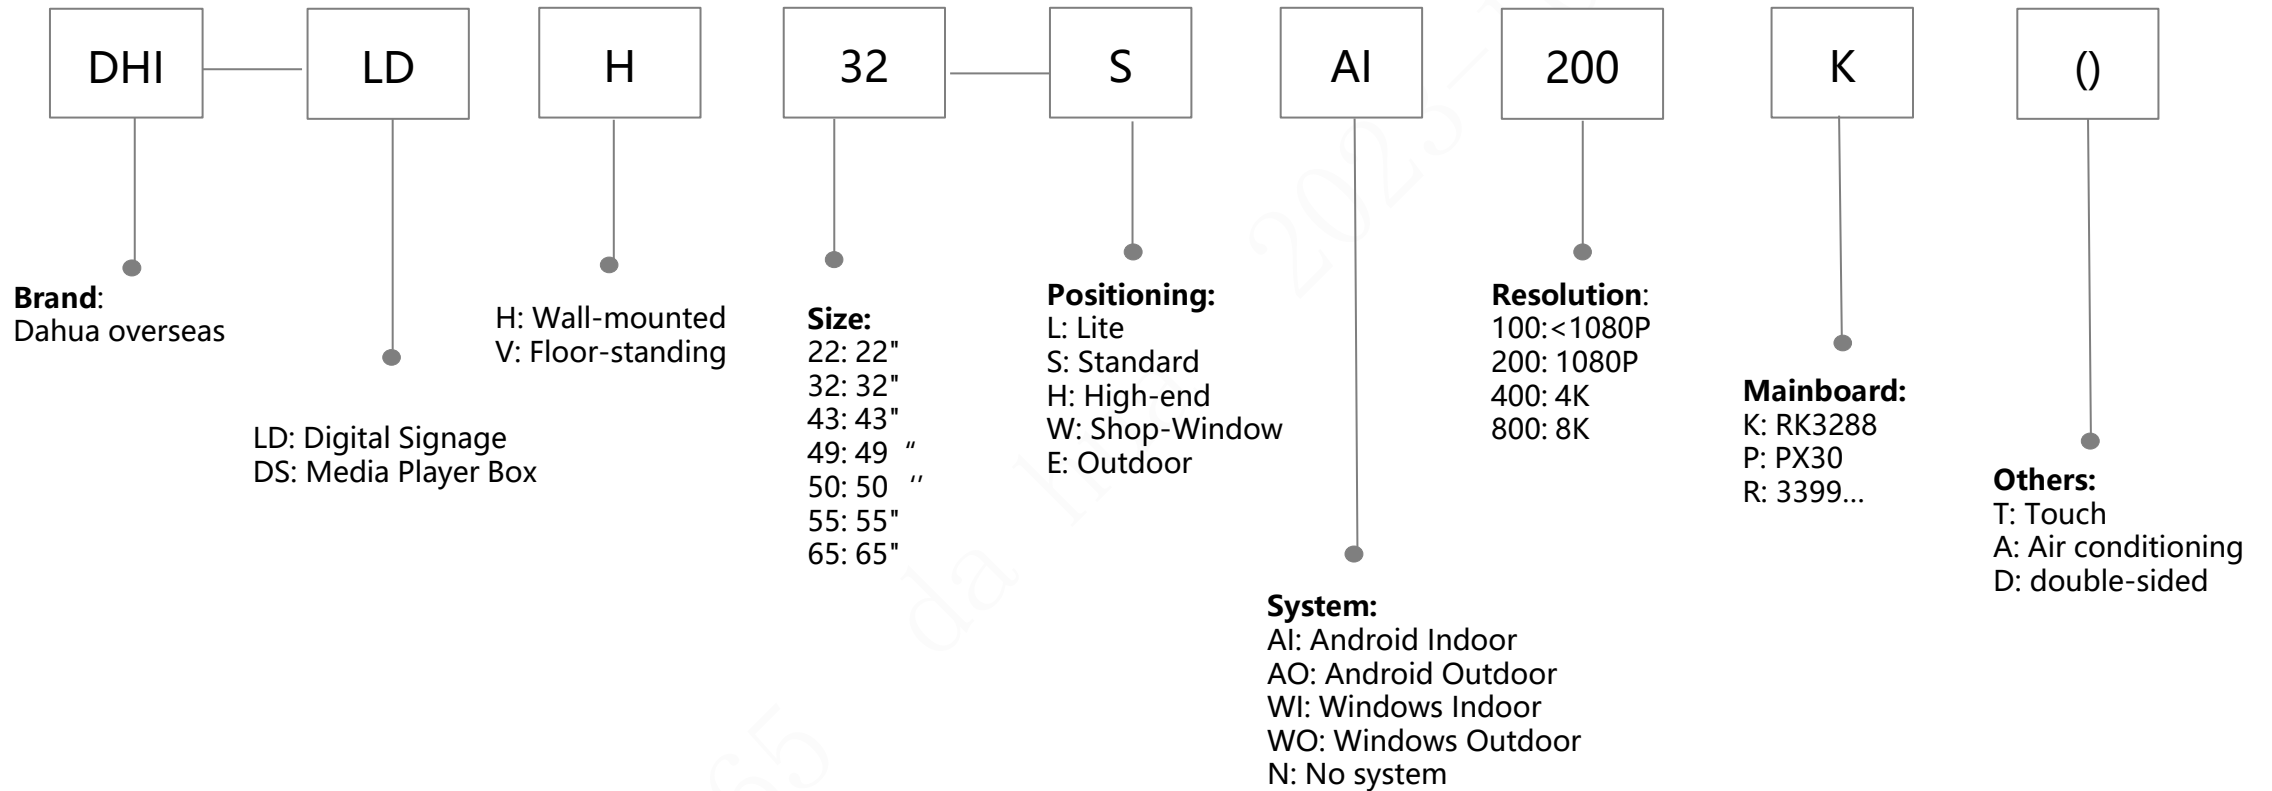 DHI LD H 32 S AI 200 K ()
Brand:
Dahua overseas
LD: Digital Signage
DS: Media Player Box
H: Wall-mounted
V: Floor-standing
Size:
22: 22"
32: 32"
43: 43"
49: 49 “
50: 50 ′′
55: 55"
65: 65"
Positioning:
L: Lite
S: Standard
H: High-end
W: Shop-Window
E: Outdoor
System:
AI: Android Indoor
AO: Android Outdoor
WI: Windows Indoor
WO: Windows Outdoor
N: No system
Resolution:
100:<1080P
200: 1080P
400: 4K
800: 8K
Mainboard:
K: RK3288
P: PX30
R: 3399...
Others:
T: Touch
A: Air conditioning
D: double-sided